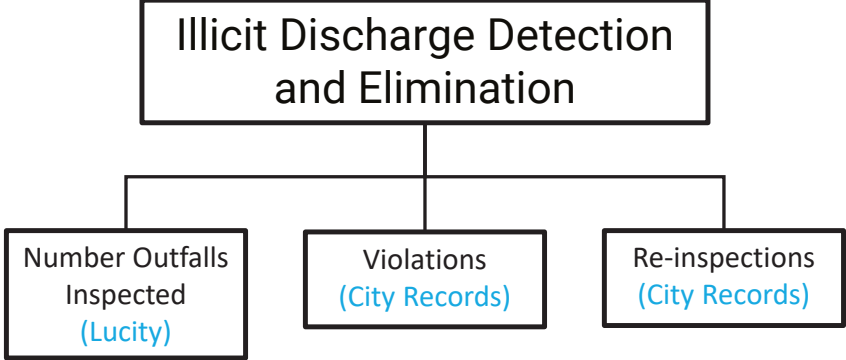 Illicit Discharge Detection
and Elimination
Number Outfalls
Inspected
(Lucity)
Violations
(City Records)
Re-inspections
(City Records)